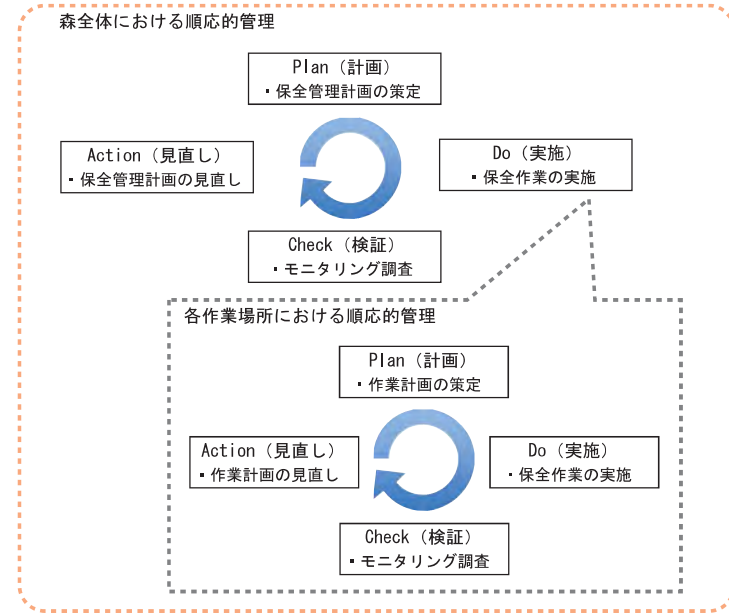 森全体における順応的管理
Plan（計画）
・保全管理計画の策定
Action（見直し）
・保全管理計画の見直し
Do（実施）
・保全作業の実施
Check（検証）
・モニタリング調査
各作業場所における順応的管理
Plan（計画）
・作業計画の策定
Action（見直し）
・作業計画の見直し
Do（実施）
・保全作業の実施
Check（検証）
・モニタリング調査